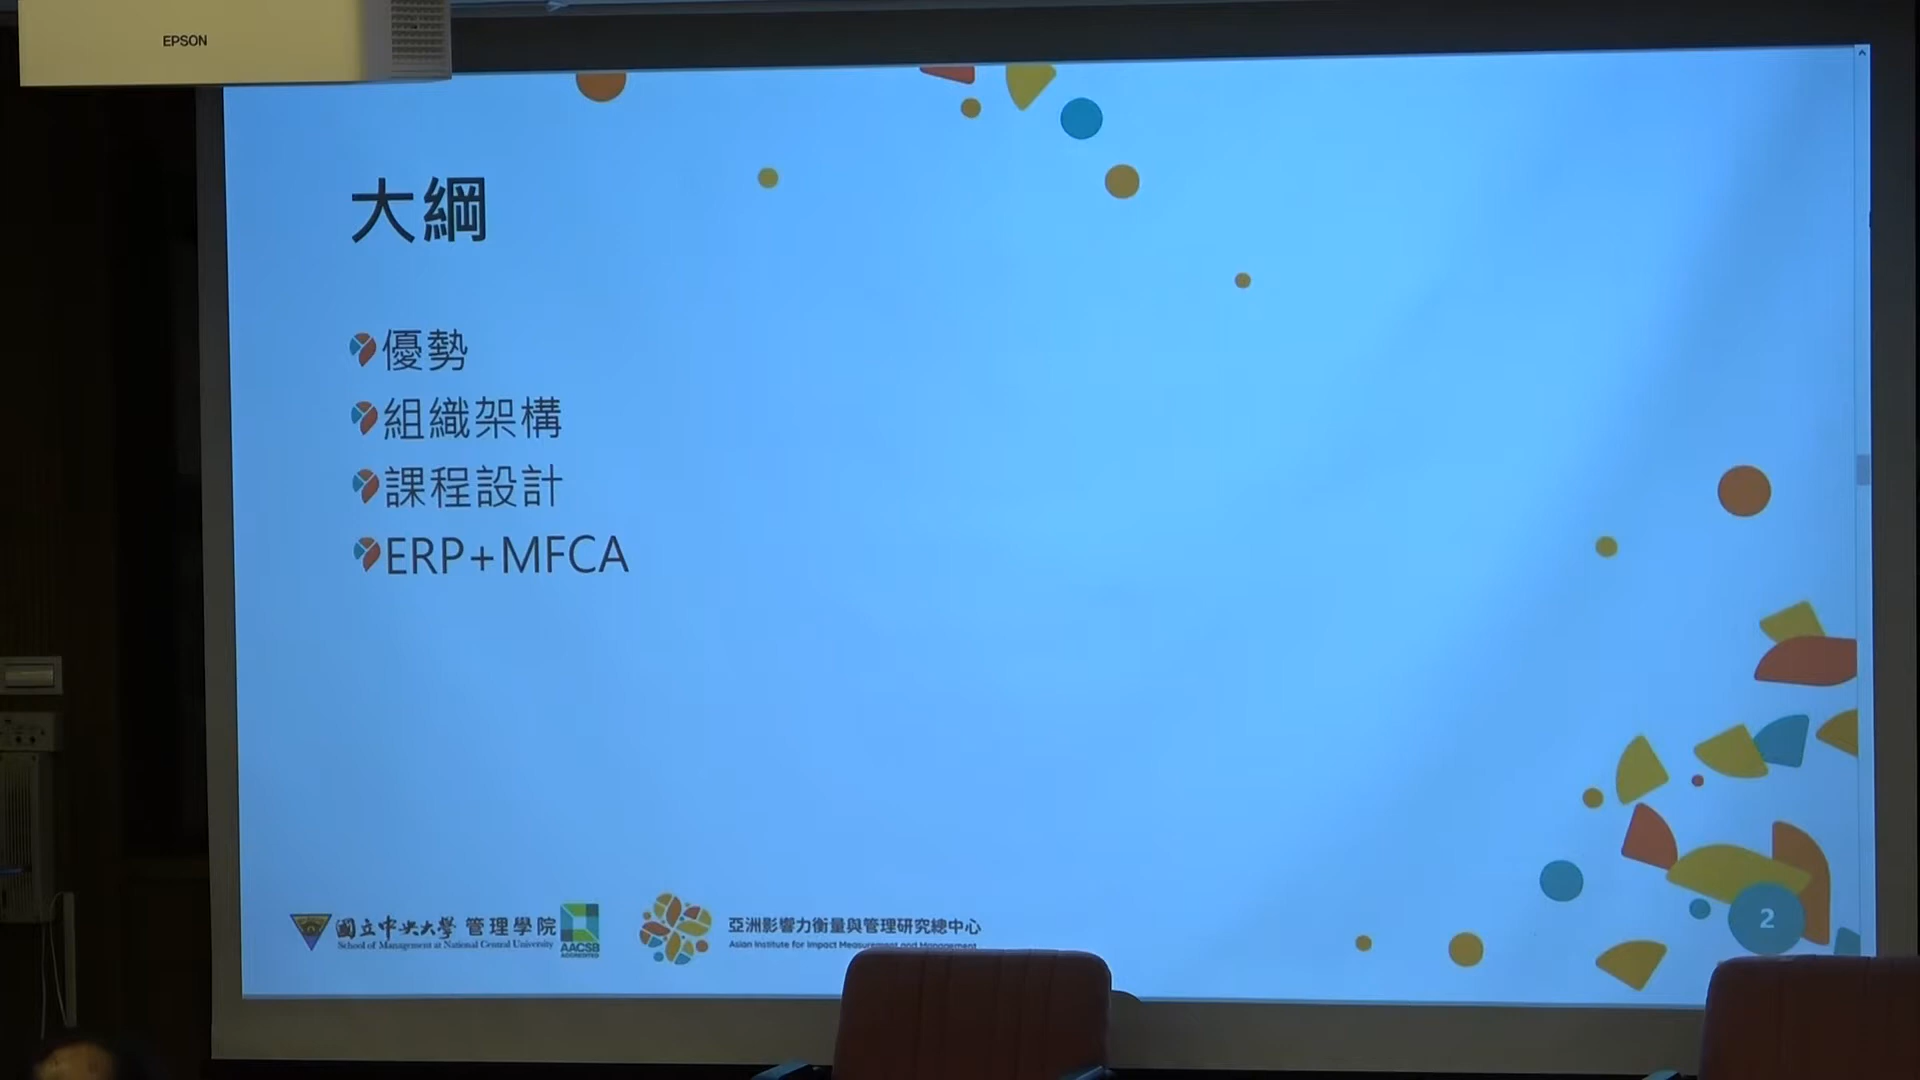 EPSON
大綱
優勢
組織架構
課程設計
ERP+MFCA
國立中央大學 管理學院
School of Management at National Central University
AACSB
ACCREDITED
亞洲影響力衡量與管理研究總中心
Asian Institute for Impact Measurement and Management
2